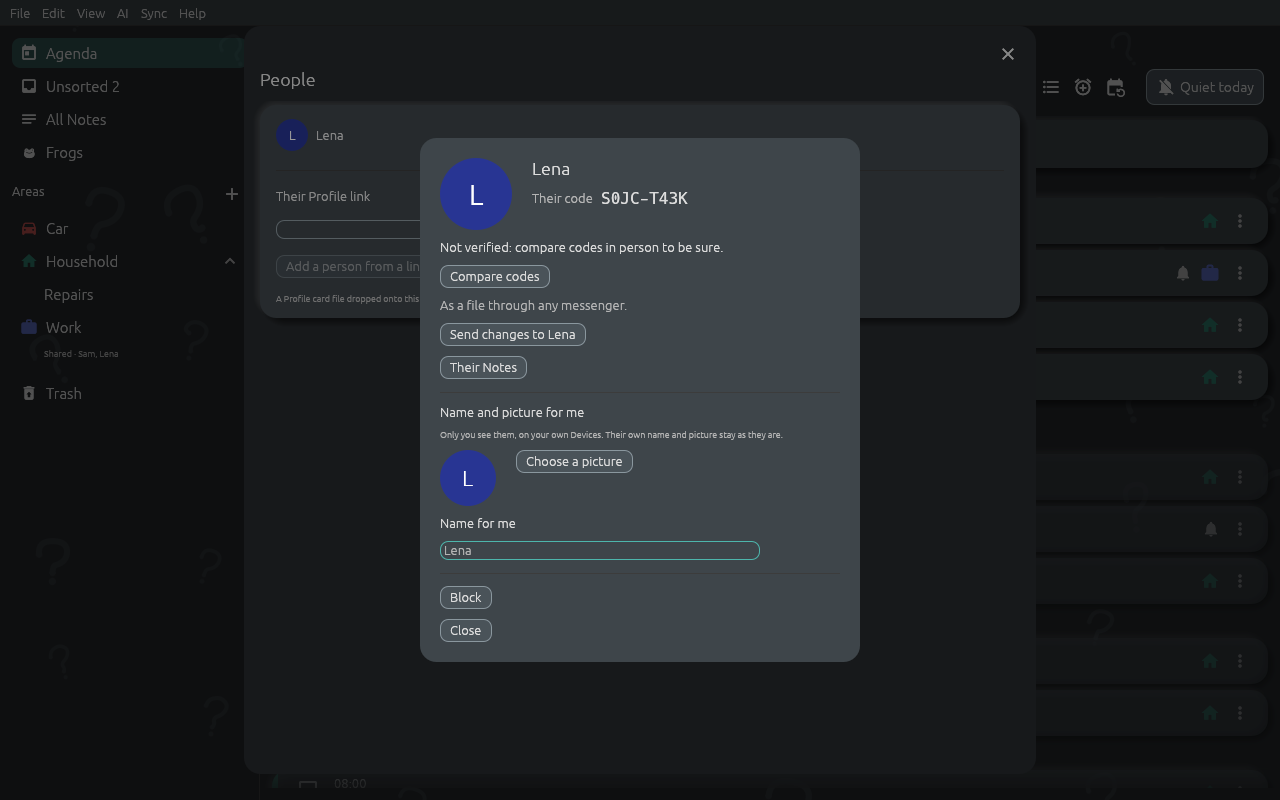 File Edit View AI Sync Help
Agenda
Unsorted 2
All Notes
Frogs
Areas
Car
Household
Repairs
Work
Shared · Sam, Lena
Trash
People
L Lena
Their Profile link
Add a person from a lin
A Profile card file dropped onto this
Quiet today
08:00
L
Lena
Their code S0JC-T43K
Not verified: compare codes in person to be sure.
Compare codes
As a file through any messenger.
Send changes to Lena
Their Notes
Name and picture for me
Only you see them, on your own Devices. Their own name and picture stay as they are.
L
Choose a picture
Name for me
Lena
Block
Close